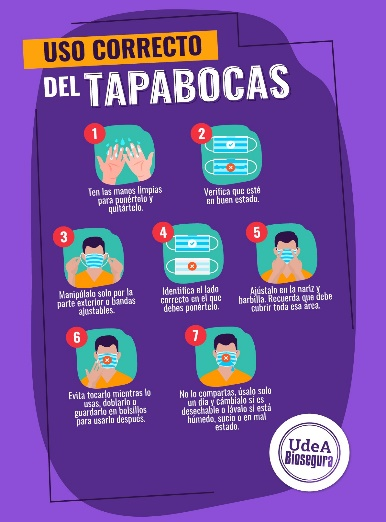 USO CORRECTO
DEL TAPABOCAS
1
Ten las manos limpias
para ponértelo y
quitártelo.
2
Verifica que esté
en buen estado.
3
Manipúlalo solo por la
parte exterior o bandas
ajustables.
4
Identifica el lado
correcto en el que
debes ponértelo.
5
Ajústalo en la nariz y
barbilla. Recuerda que debe
cubrir toda esa área.
6
Evita tocarlo mientras lo
usas, doblarlo o
guardarlo en bolsillos
para usarlo después.
7
No lo compartas, úsalo solo
un día y cámbialo si es
desechable o lávalo si está
húmedo, sucio o en mal
estado.
UdeA
Biosegura